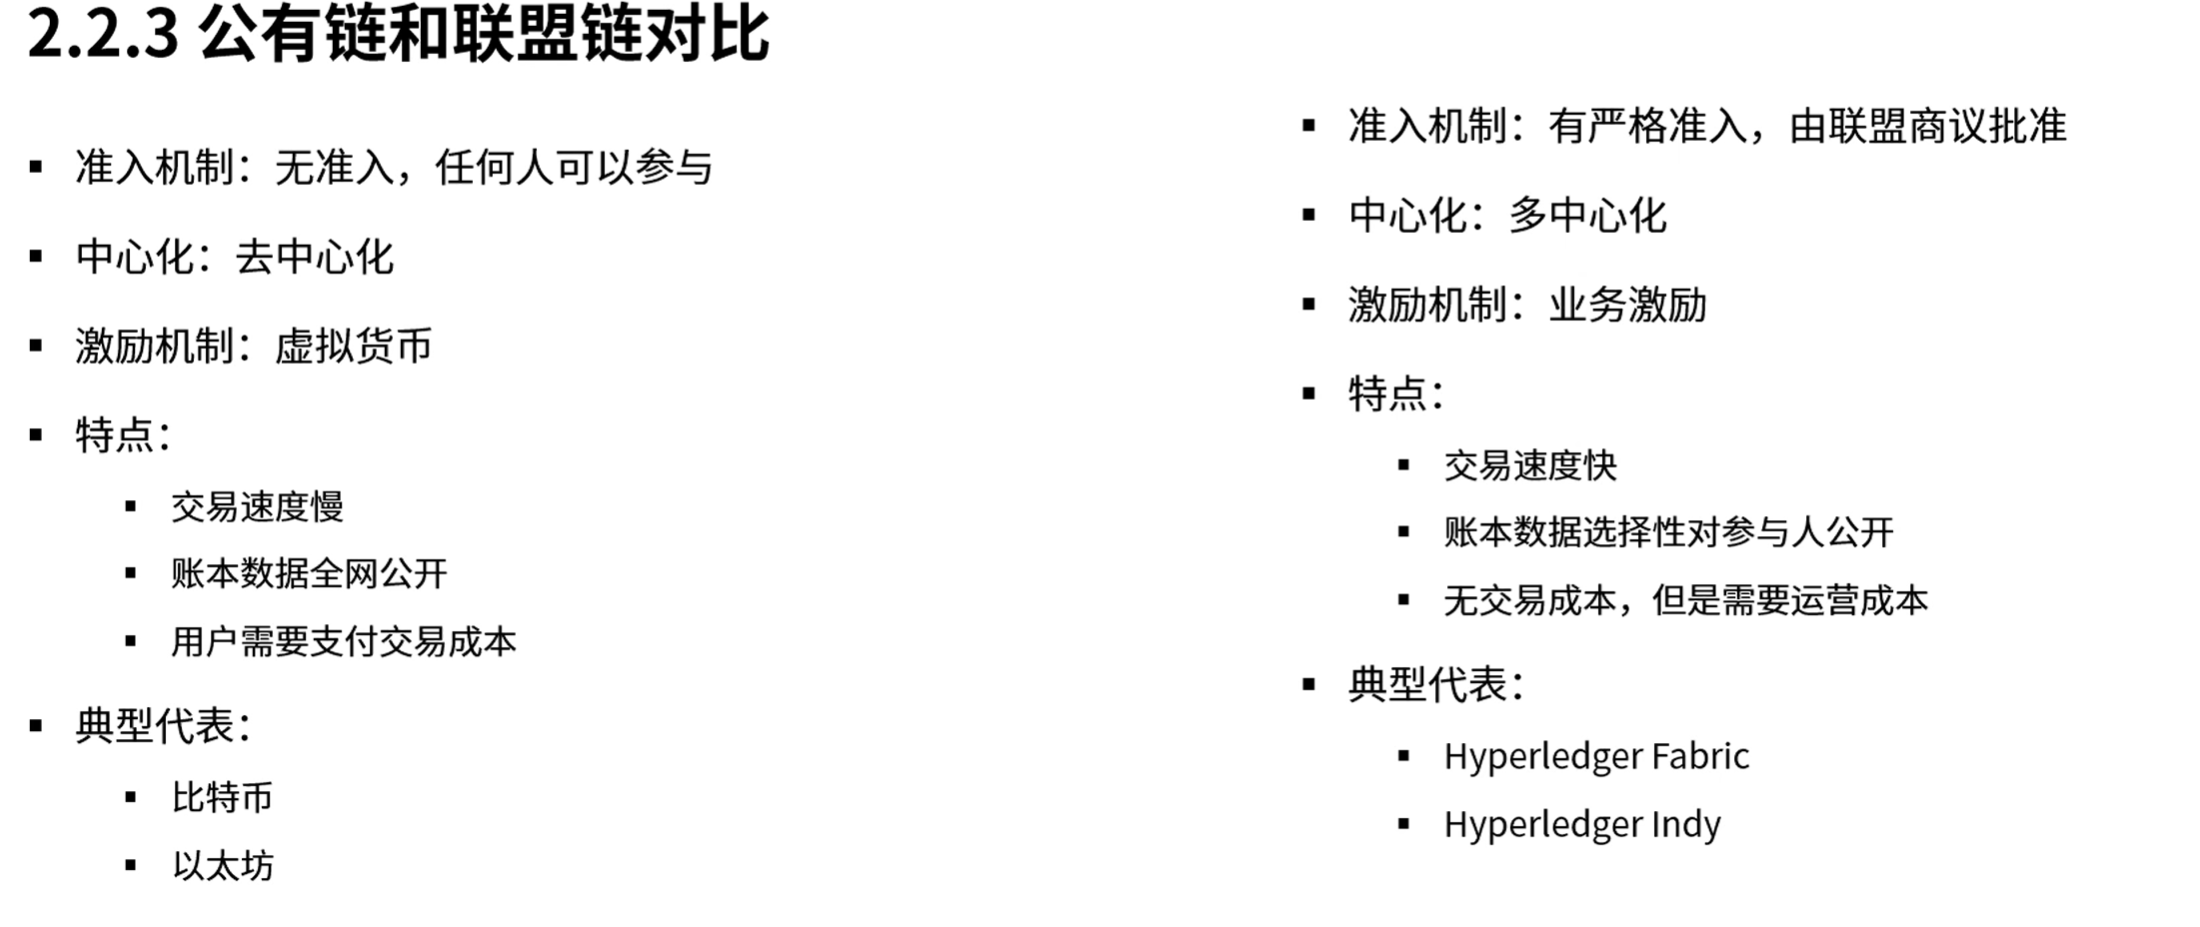 2.2.3 公有链和联盟链对比
▪ 准入机制：无准入，任何人可以参与
▪ 中心化：去中心化
▪ 激励机制：虚拟货币
▪ 特点：
▪ 交易速度慢
▪ 账本数据全网公开
▪ 用户需要支付交易成本
▪ 典型代表：
▪ 比特币
▪ 以太坊
▪ 准入机制：有严格准入，由联盟商议批准
▪ 中心化：多中心化
▪ 激励机制：业务激励
▪ 特点：
▪ 交易速度快
▪ 账本数据选择性对参与人公开
▪ 无交易成本，但是需要运营成本
▪ 典型代表：
▪ Hyperledger Fabric
▪ Hyperledger Indy